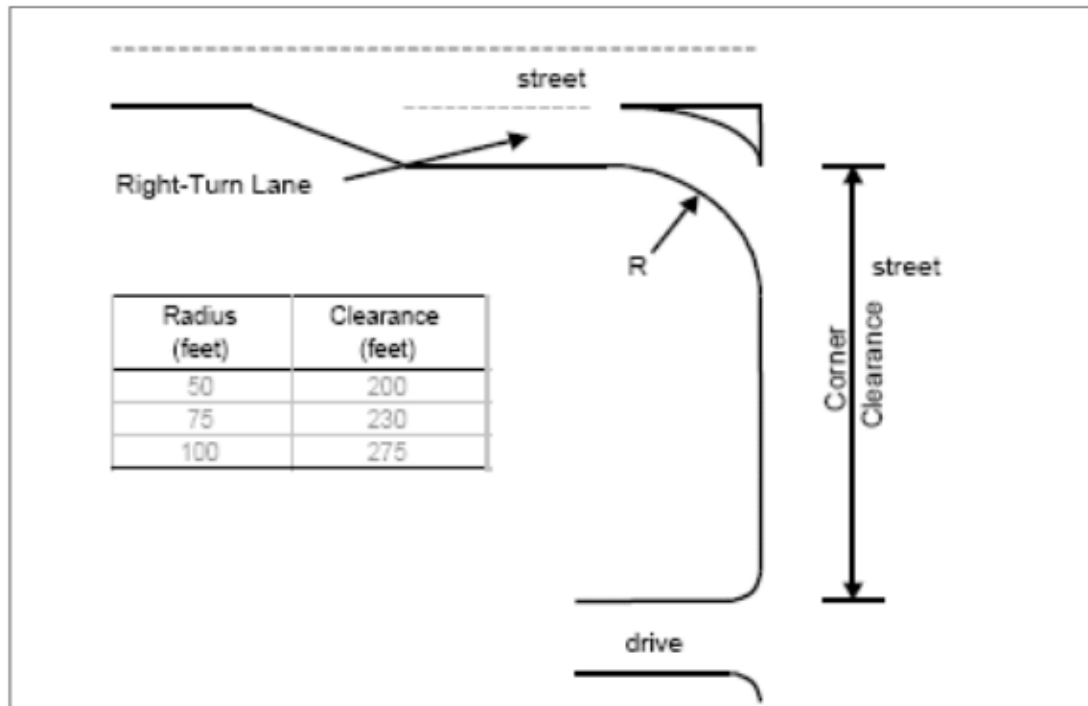 street
Right-Turn Lane
R
street
Corner
Clearance
Radius Clearance
(feet) (feet)
50 200
75 230
100 275
drive